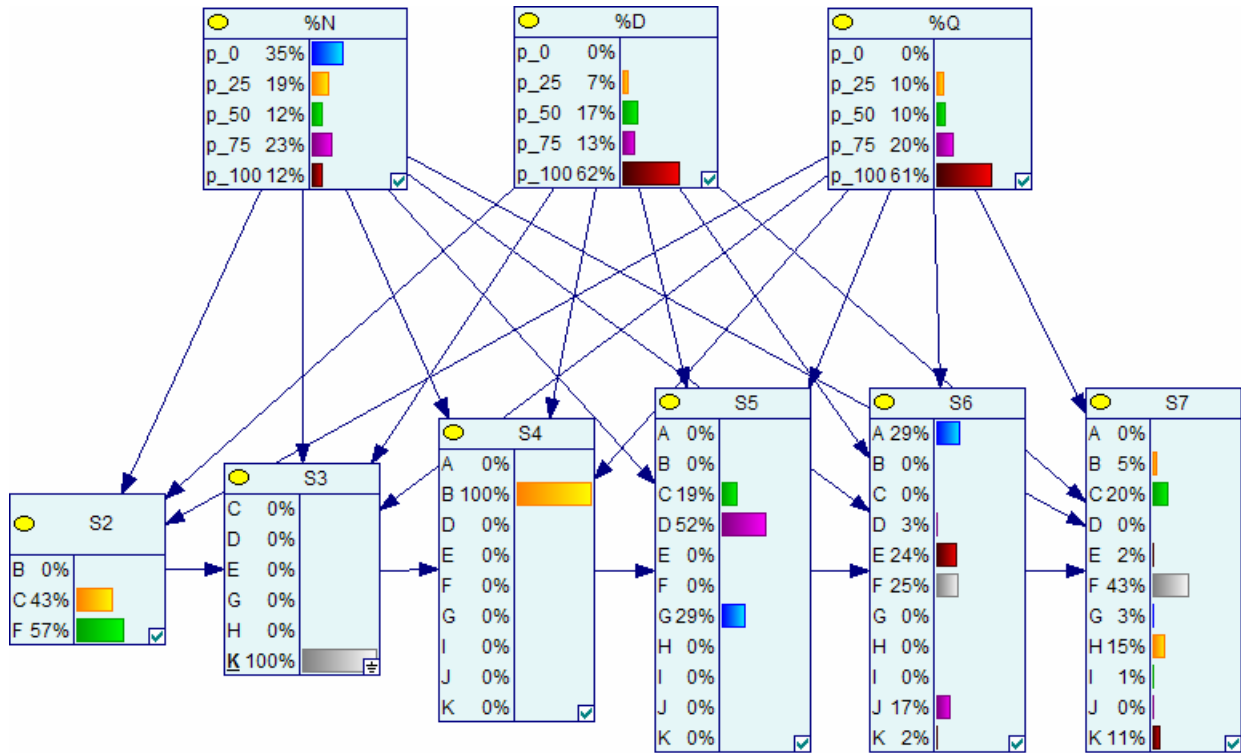 %N
p_0 35%
p_25 19%
p_50 12%
p_75 23%
p_100 12%
%D
p_0 0%
p_25 7%
p_50 17%
p_75 13%
p_100 62%
%Q
p_0 0%
p_25 10%
p_50 10%
p_75 20%
p_100 61%
S2
B 0%
C 43%
F 57%
S3
C 0%
D 0%
E 0%
G 0%
H 0%
K 100%
S4
A 0%
B 100%
D 0%
E 0%
F 0%
G 0%
I 0%
J 0%
K 0%
S5
A 0%
B 0%
C 19%
D 52%
E 0%
F 0%
G 29%
H 0%
I 0%
J 0%
K 0%
S6
A 29%
B 0%
C 0%
D 3%
E 24%
F 25%
G 0%
H 0%
I 0%
J 17%
K 2%
S7
A 0%
B 5%
C 20%
D 0%
E 2%
F 43%
G 3%
H 15%
I 1%
J 0%
K 11%